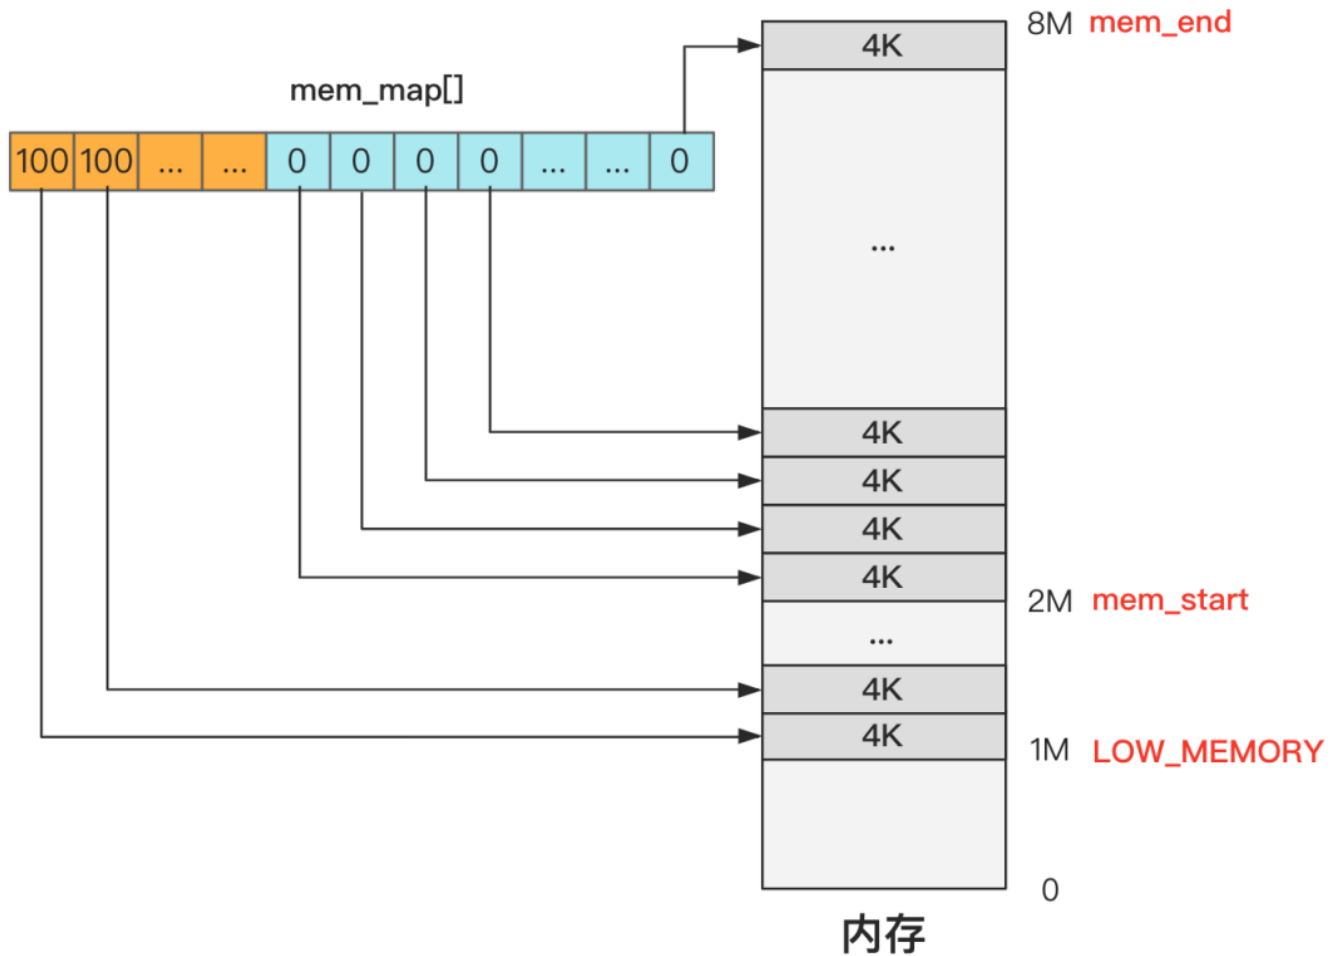 8M mem_end
4K
mem_map[]
100 100 ... ... 0 0 0 0 ... ... 0
...
4K
4K
4K
4K
2M mem_start
...
4K
4K
1M LOW_MEMORY
0
内存